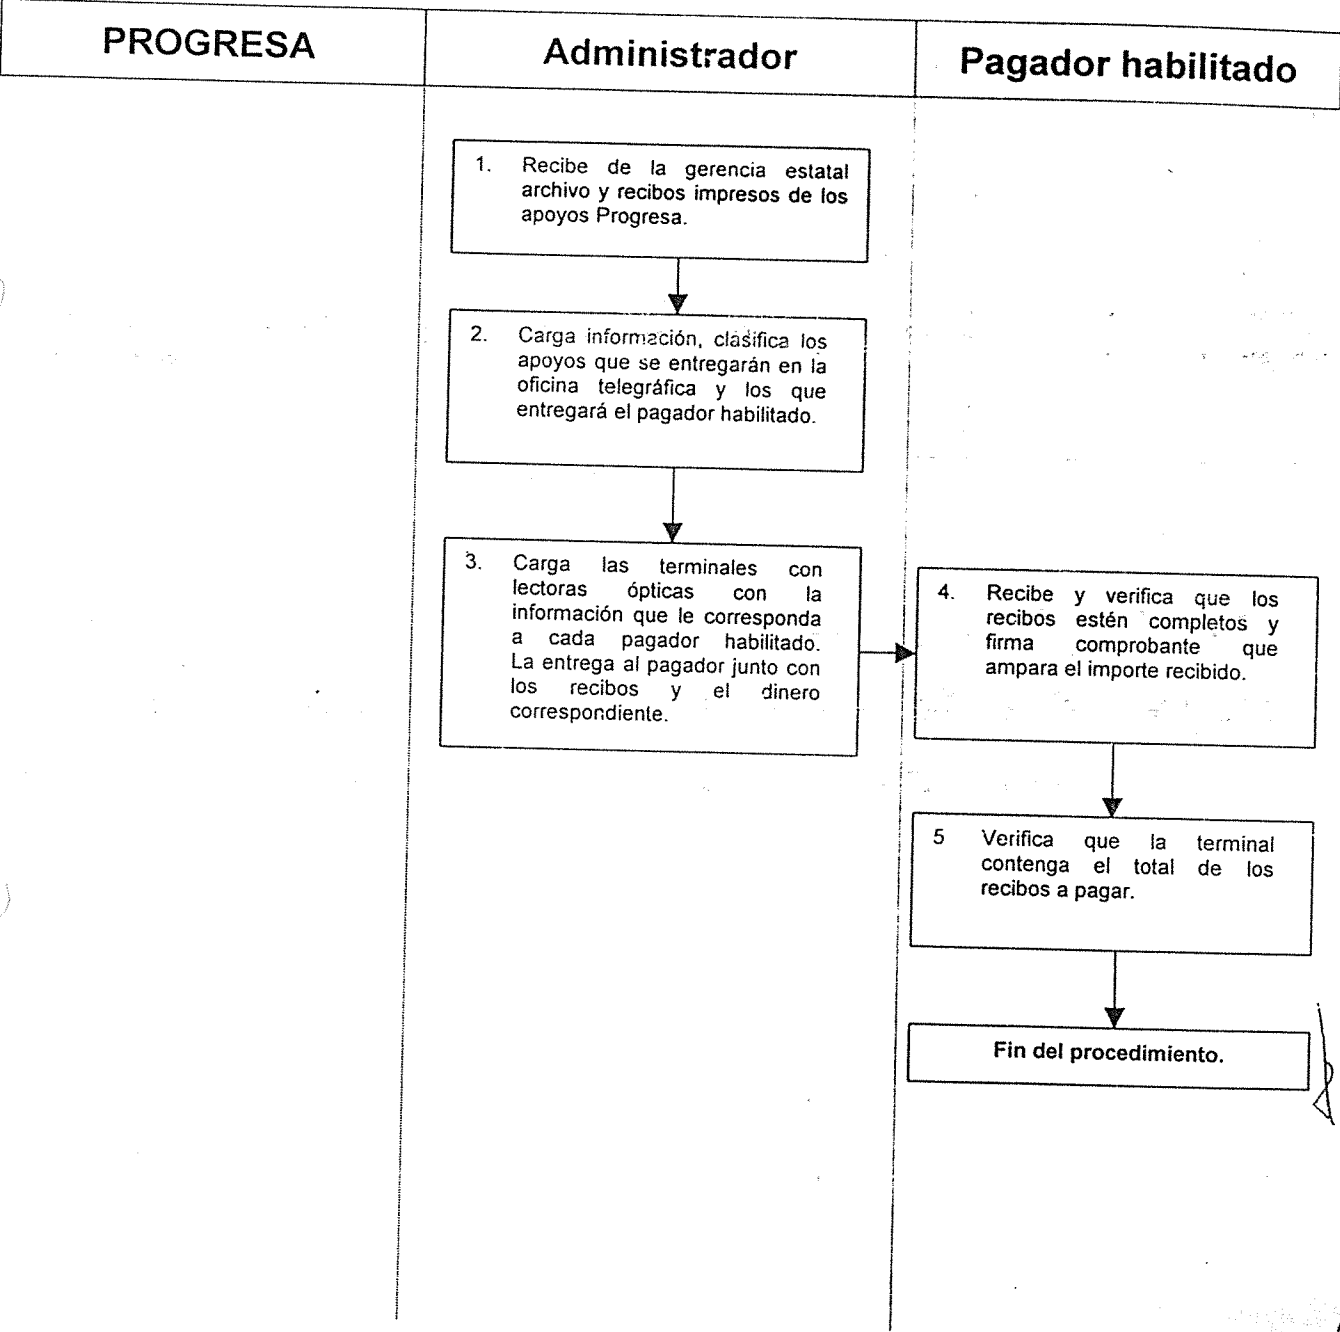 PROGRESA
Administrador
Pagador habilitado
1. Recibe de la gerencia estatal
archivo y recibos impresos de los
apoyos Progresa.
2. Carga información, clasifica los
apoyos que se entregarán en la
oficina telegráfica y los que
entregará el pagador habilitado.
3. Carga las terminales con
lectoras ópticas con la
información que le corresponda
a cada pagador habilitado.
La entrega al pagador junto con
los recibos y el dinero
correspondiente.
4. Recibe y verifica que los
recibos estén completos y
firma comprobante que
ampara el importe recibido.
5 Verifica que la terminal
contenga el total de los
recibos a pagar.
Fin del procedimiento.